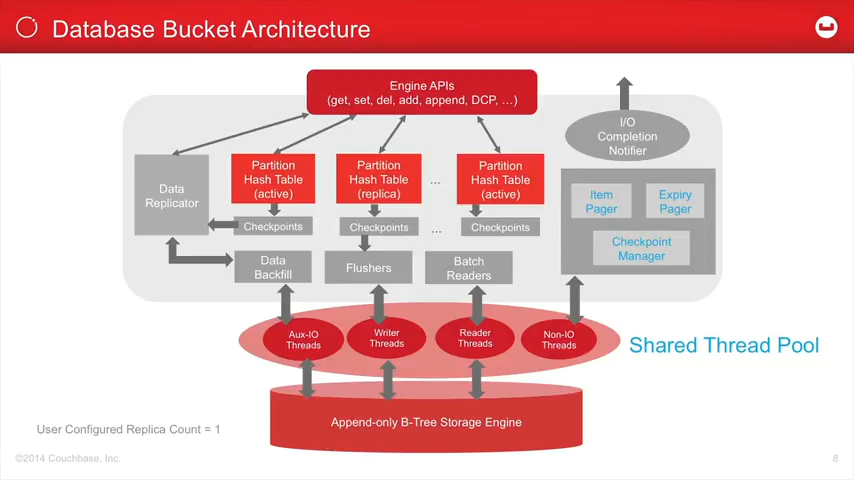 Database Bucket Architecture
Engine APIs
(get, set, del, add, append, DCP, …)
I/O
Completion
Notifier
Data
Replicator
Partition
Hash Table
(active)
Partition
Hash Table
(replica)
...
Partition
Hash Table
(active)
Item
Pager
Expiry
Pager
Checkpoint
Manager
Checkpoints
Checkpoints
...
Checkpoints
Data
Backfill
Flushers
Batch
Readers
Aux-IO
Threads
Writer
Threads
Reader
Threads
Non-IO
Threads
Shared Thread Pool
Append-only B-Tree Storage Engine
User Configured Replica Count = 1
©2014 Couchbase, Inc.
8